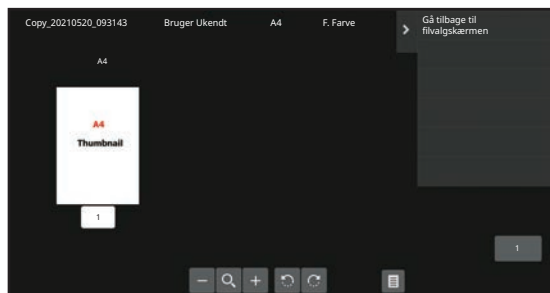 Copy_20210520_093143 Bruger Ukendt A4 F. Farve
Gå tilbage til
filvalgskærmen
A4
A4
Thumbnail
1
1